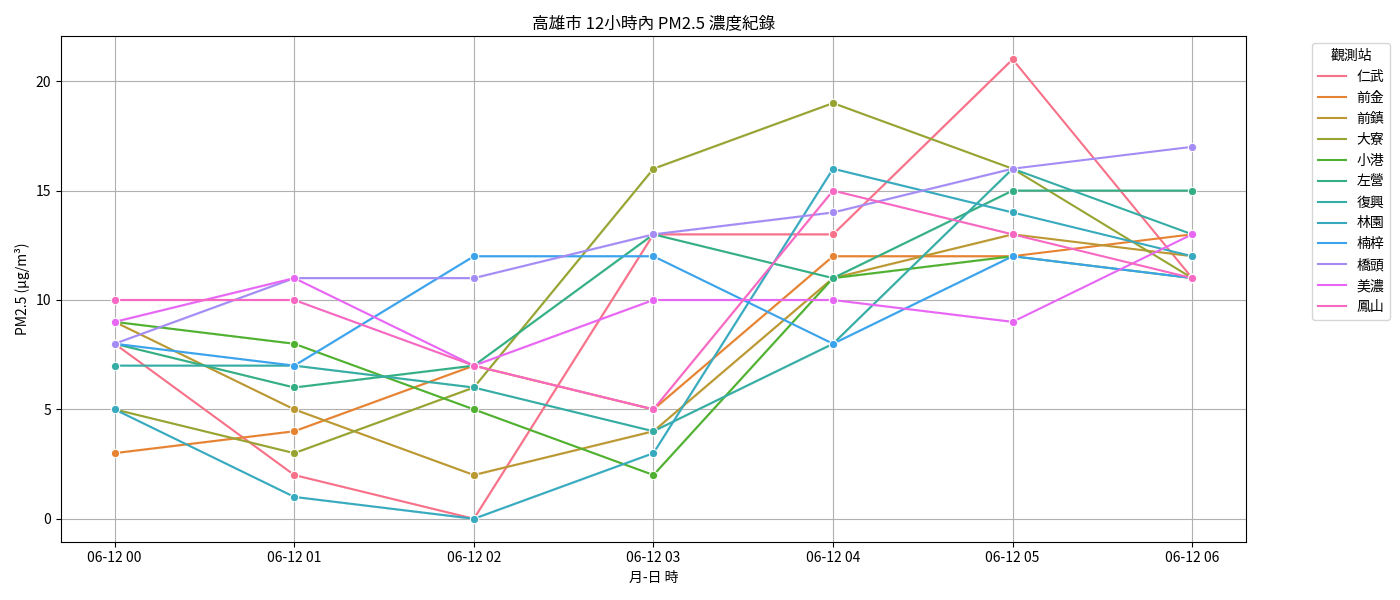 高雄市 12小時內 PM2.5 濃度紀錄
PM2.5 (μg/m³)
20
15
10
5
0
06-12 00
06-12 01
06-12 02
06-12 03
06-12 04
06-12 05
06-12 06
月-日 時
觀測站
仁武
前金
前鎮
大寮
小港
左營
復興
林園
楠梓
橋頭
美濃
鳳山